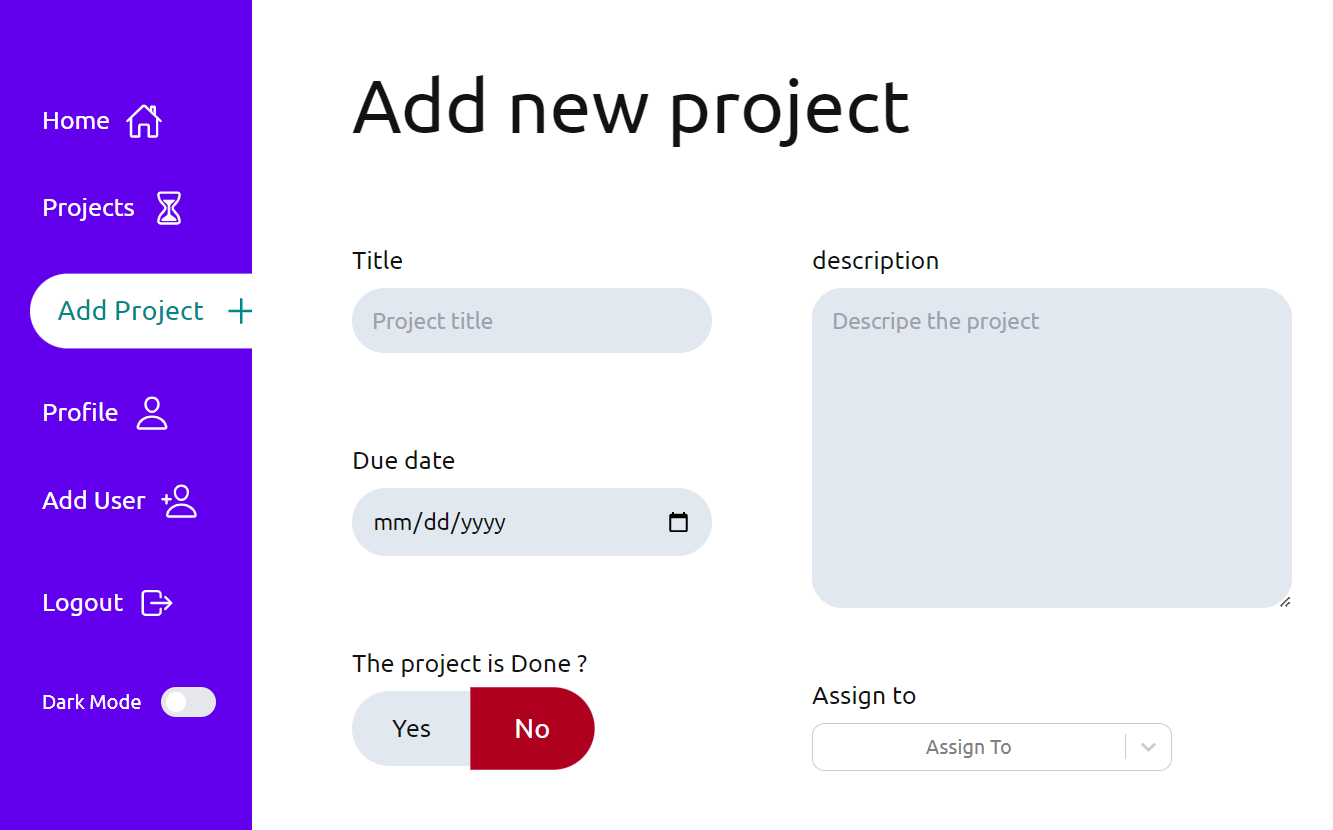 Home
Projects
Add Project
Profile
Add User
Logout
Dark Mode
Add new project
Title
Project title
Due date
mm/dd/yyyy
The project is Done ?
Yes No
description
Descripe the project
Assign to
Assign To